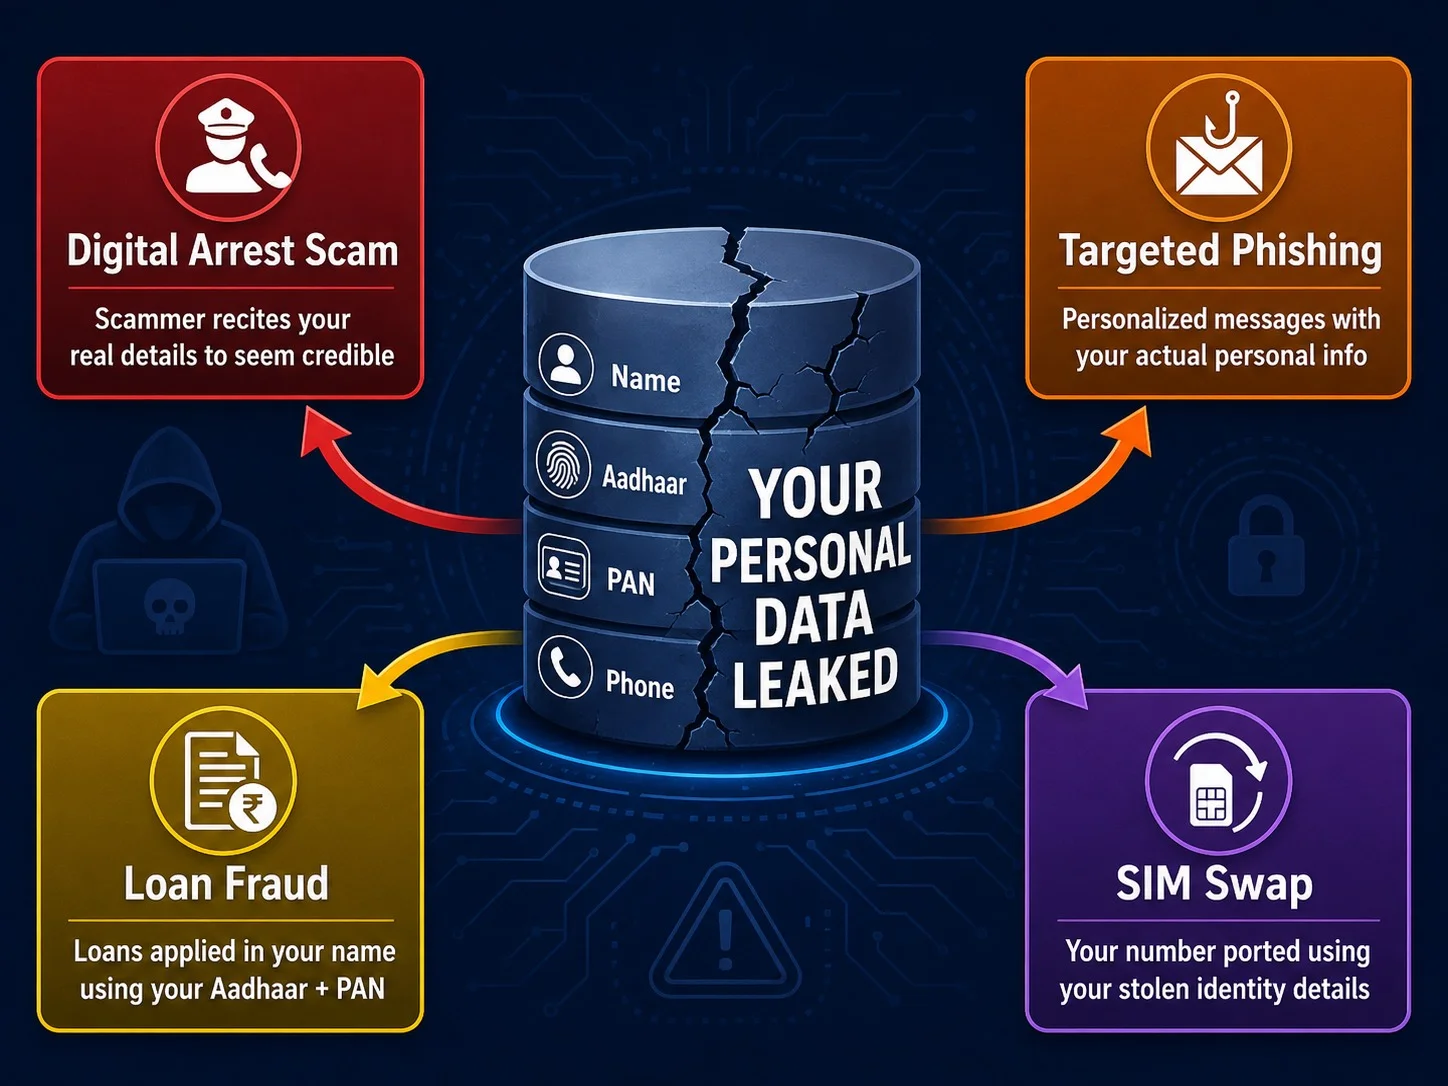 Digital Arrest Scam
Scammer recites your
real details to seem credible
Targeted Phishing
Personalized messages with
your actual personal info
Name
Aadhaar
PAN
Phone
YOUR
PERSONAL
DATA
LEAKED
Loan Fraud
Loans applied in your name
using your Aadhaar + PAN
SIM Swap
Your number ported using
your stolen identity details
₹